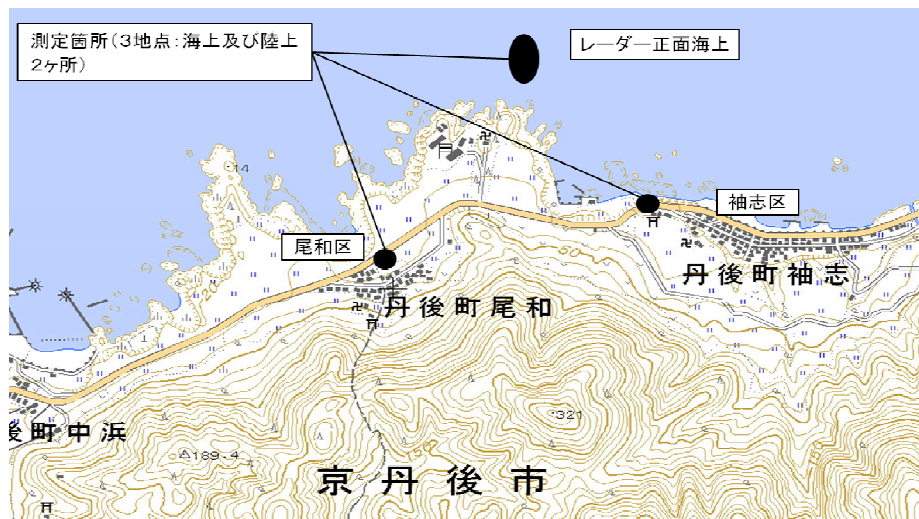 測定箇所(3地点:海上及び陸上
2ヶ所)
レーダー正面海上
14
袖志区
尾和区
丹後町袖志
丹後町尾和
321
後町中浜
189.4
152
京丹後市